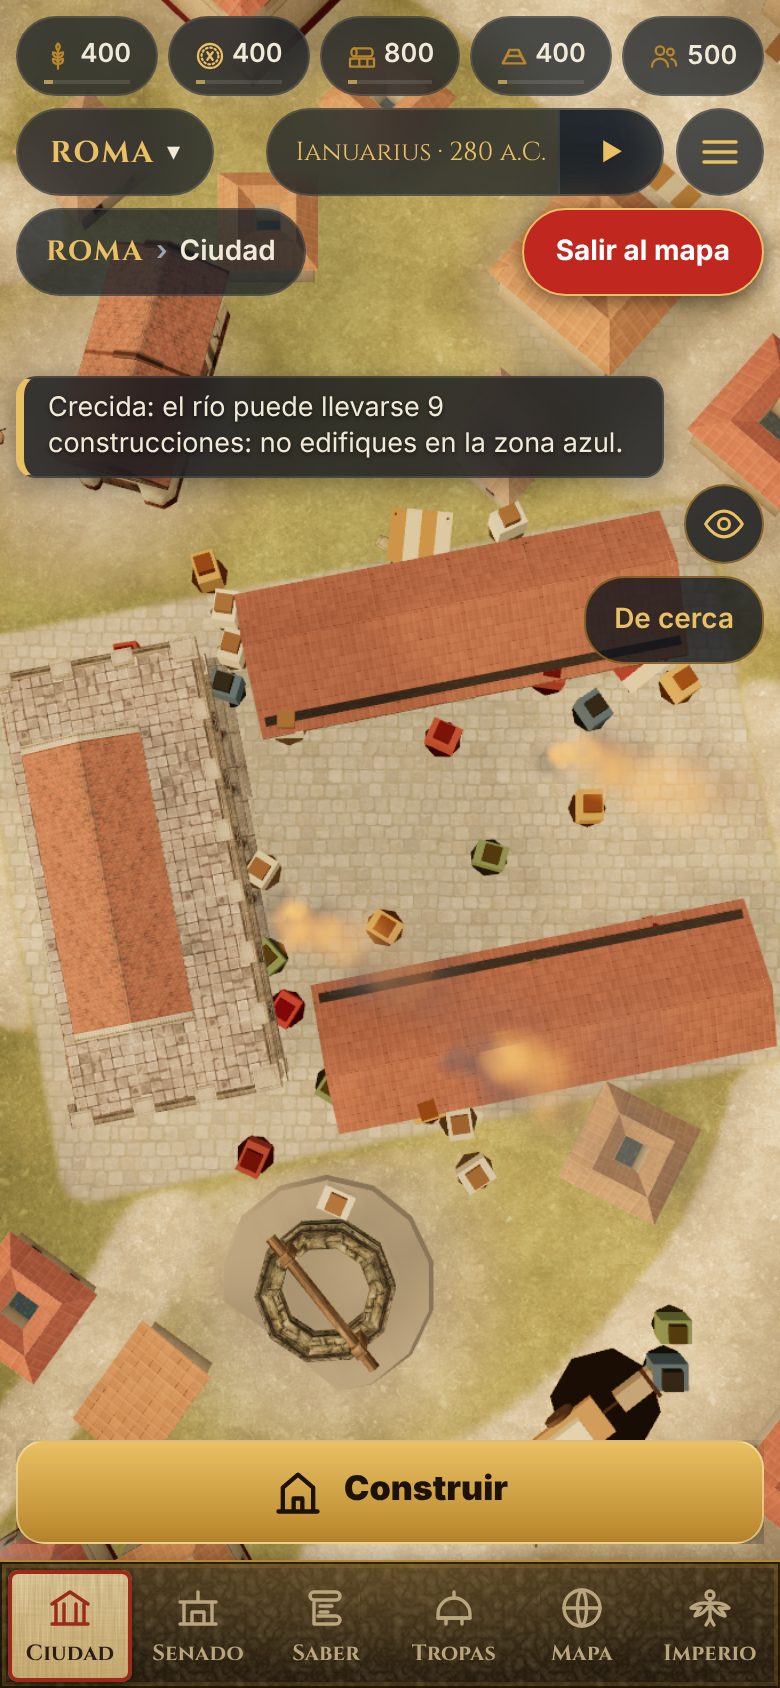 400
400
800
400
500
ROMA ▾
IANUARIUS · 280 A.C.
ROMA › Ciudad
Salir al mapa
Crecida: el río puede llevarse 9
construcciones: no edifiques en la zona azul.
De cerca
Construir
CIUDAD
SENADO
SABER
TROPAS
MAPA
IMPERIO